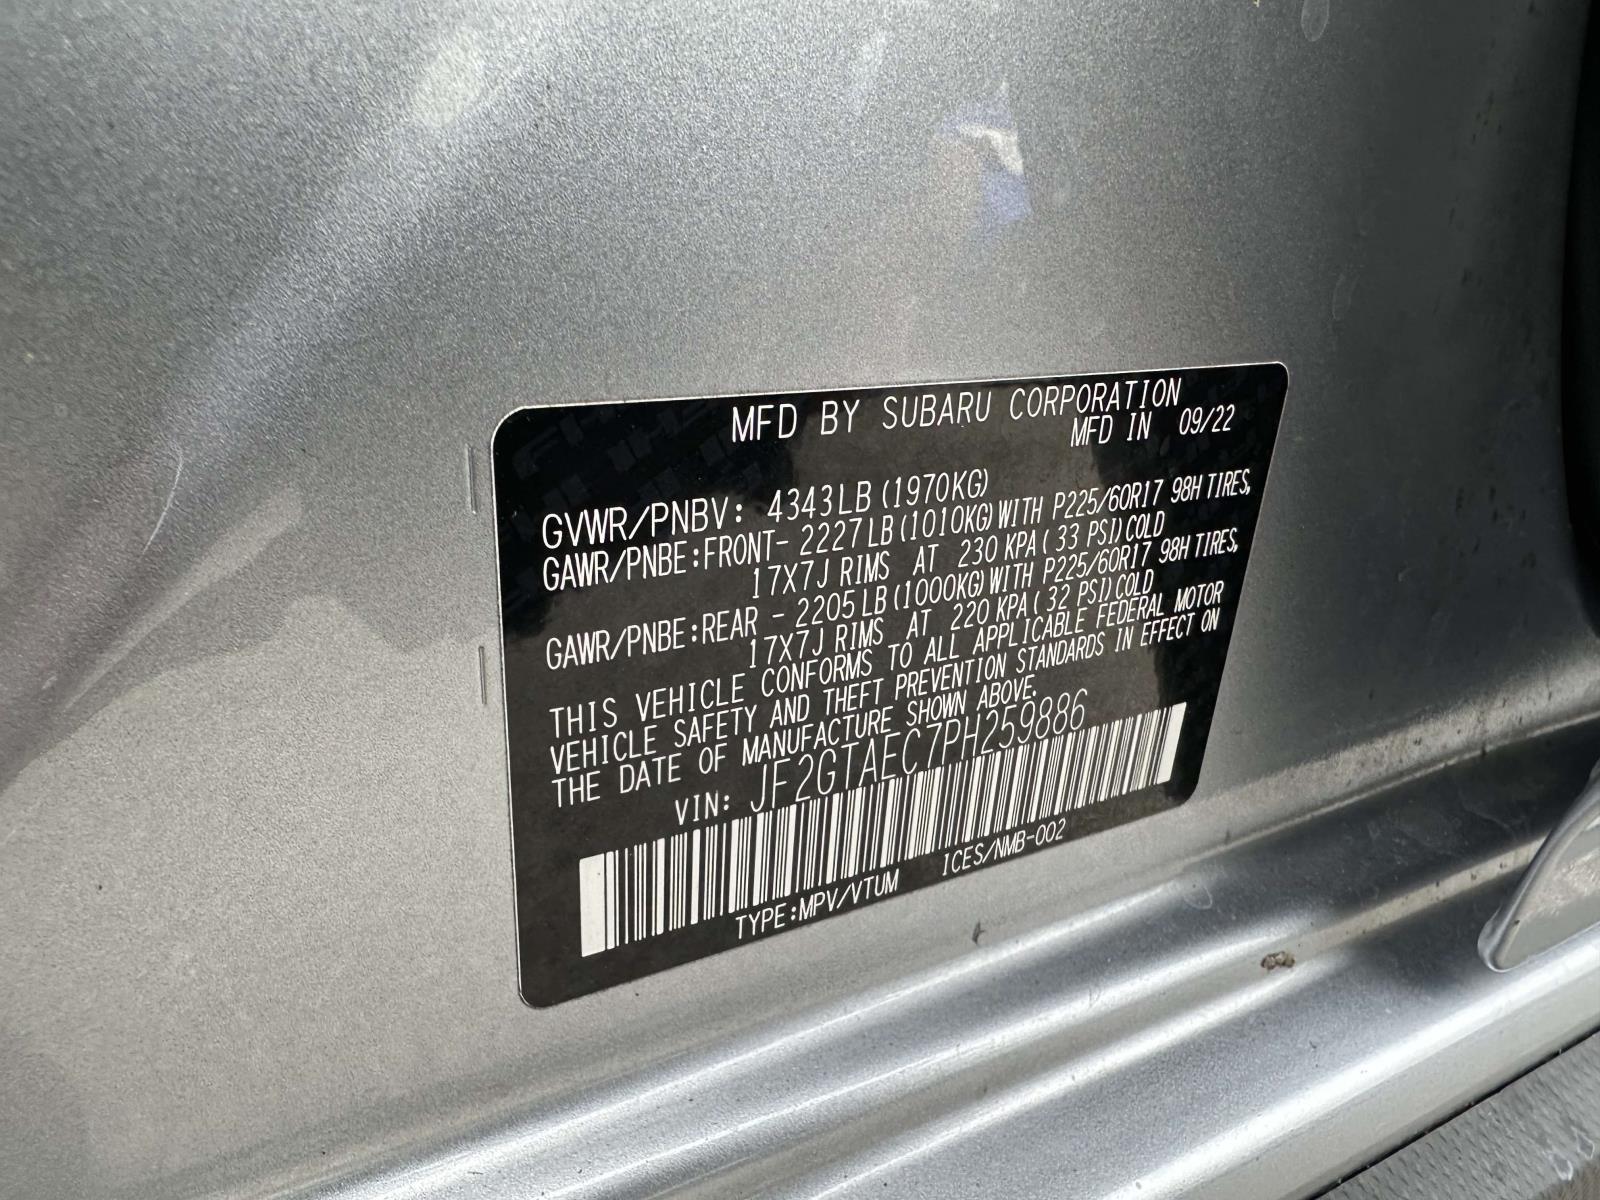 MFD BY SUBARU CORPORATION
MFD IN 09/22
GVWR/PNBV: 4343LB (1970KG)
GAWR/PNBE:FRONT- 2227LB (1010KG) WITH P225/60R17 98H TIRES,
17X7J RIMS AT 230 KPA ( 33 PSI) COLD
GAWR/PNBE:REAR - 2205LB (1000KG) WITH P225/60R17 98H TIRES,
17X7J RIMS AT 220 KPA ( 32 PSI) COLD
THIS VEHICLE CONFORMS TO ALL APPLICABLE FEDERAL MOTOR
VEHICLE SAFETY AND THEFT PREVENTION STANDARDS IN EFFECT ON
THE DATE OF MANUFACTURE SHOWN ABOVE.
VIN: JF2GTAEC7PH259886
TYPE:MPV/VTUM ICES/NMB-002